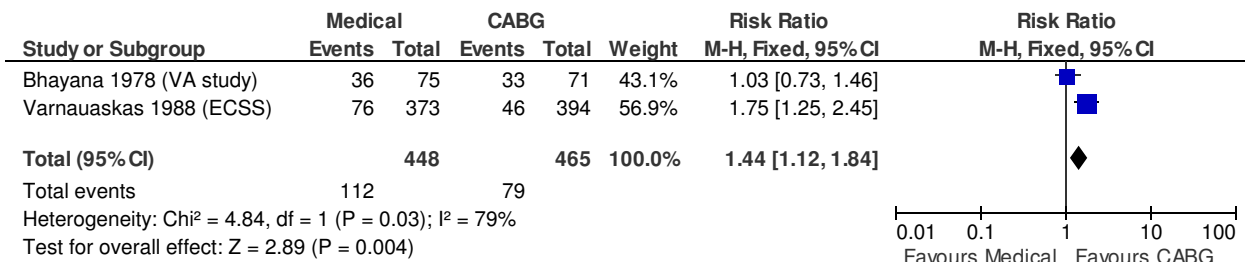 Medical CABG Risk Ratio Risk Ratio
Study or Subgroup Events Total Events Total Weight M-H, Fixed, 95% CI M-H, Fixed, 95% CI
Bhayana 1978 (VA study) 36 75 33 71 43.1% 1.03 [0.73, 1.46]
Varnauaskas 1988 (ECSS) 76 373 46 394 56.9% 1.75 [1.25, 2.45]
Total (95% CI) 448 465 100.0% 1.44 [1.12, 1.84]
Total events 112 79
Heterogeneity: Chi² = 4.84, df = 1 (P = 0.03); I² = 79%
Test for overall effect: Z = 2.89 (P = 0.004)
0.01 0.1 1 10 100
Favours Medical Favours CABG